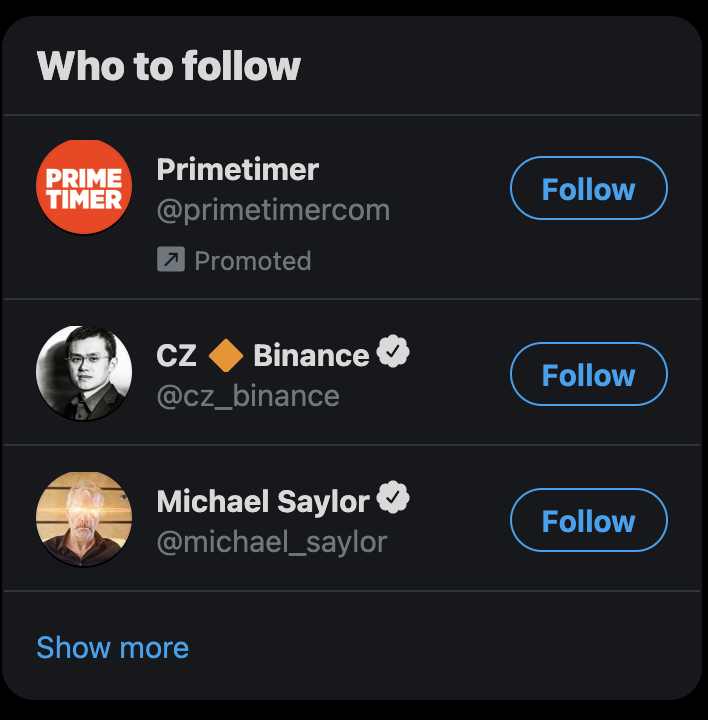 Who to follow
PRIME
TIMER
Primetimer
@primetimercom
Promoted
Follow
CZ 🔶 Binance
@cz_binance
Follow
Michael Saylor
@michael_saylor
Follow
Show more